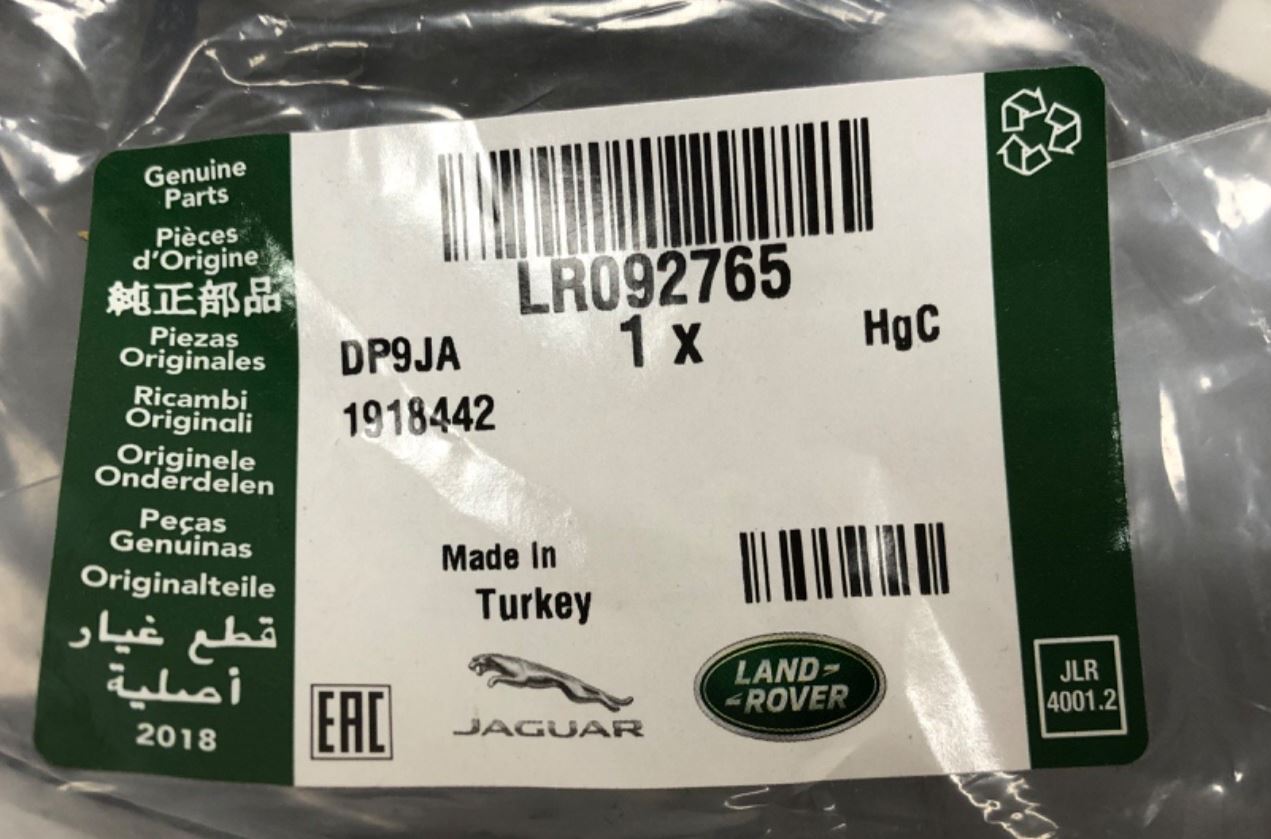 Genuine
Parts
Pièces
d'Origine
純正部品
Piezas
Originales
Ricambi
Originali
Originele
Onderdelen
Peças
Genuinas
Originalteile
قطع غيار
أصلية
2018
LR092765
1 x
HgC
DP9JA
1918442
Made In
Turkey
EAC
JAGUAR
LAND-
-ROVER
JLR
4001.2